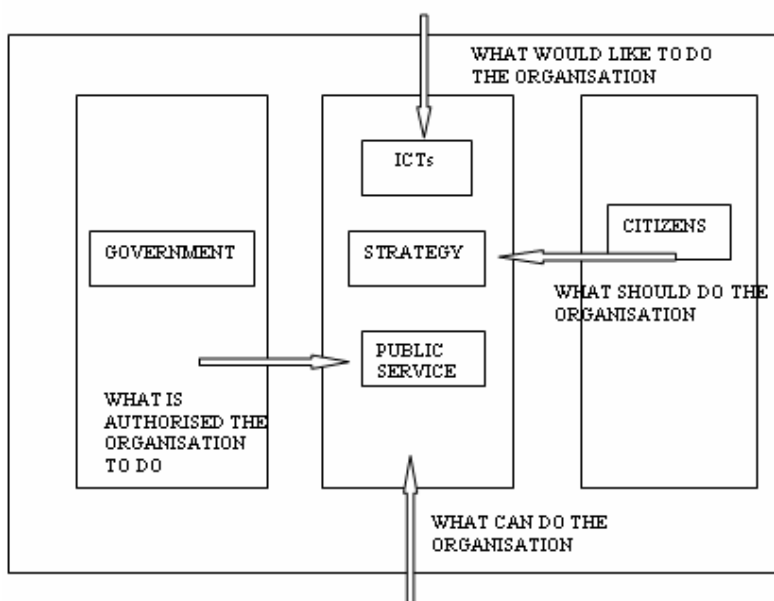 WHAT WOULD LIKE TO DO
THE ORGANISATION
ICTs
GOVERNMENT
STRATEGY
CITIZENS
WHAT SHOULD DO THE
ORGANISATION
PUBLIC
SERVICE
WHAT IS
AUTHORISED THE
ORGANISATION
TO DO
WHAT CAN DO THE
ORGANISATION